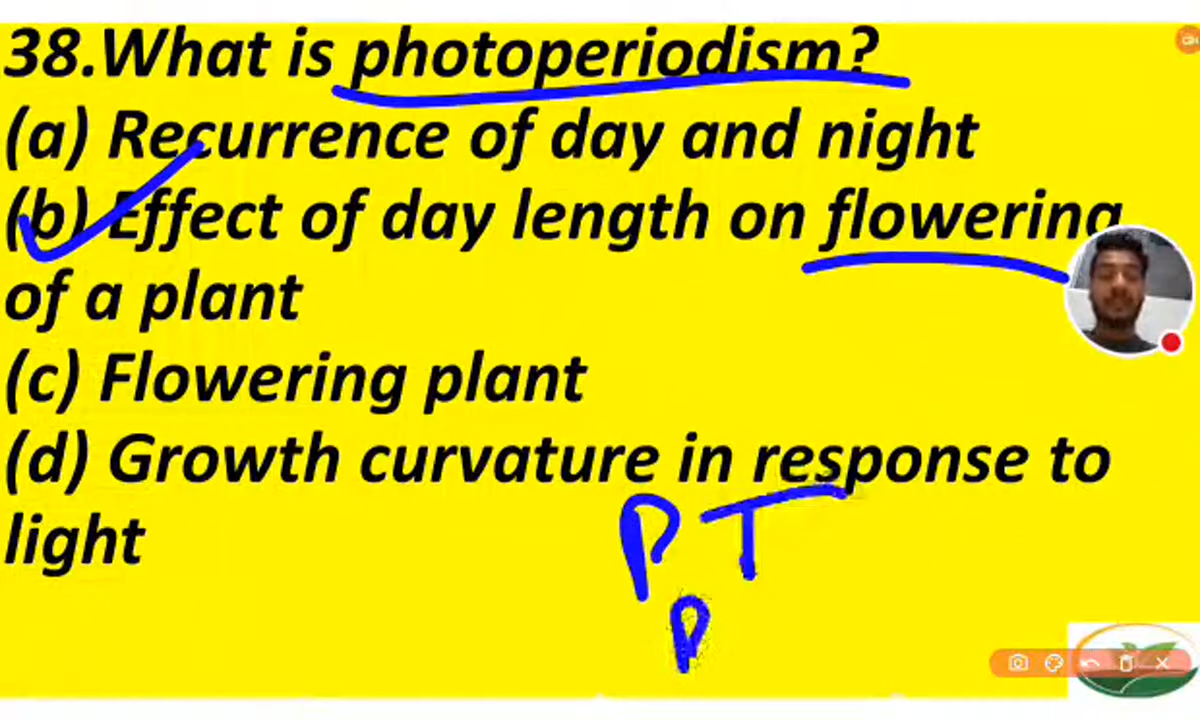 38.What is photoperiodism?
(a) Recurrence of day and night
(b) Effect of day length on flowering
of a plant
(c) Flowering plant
(d) Growth curvature in response to
light
P T
P